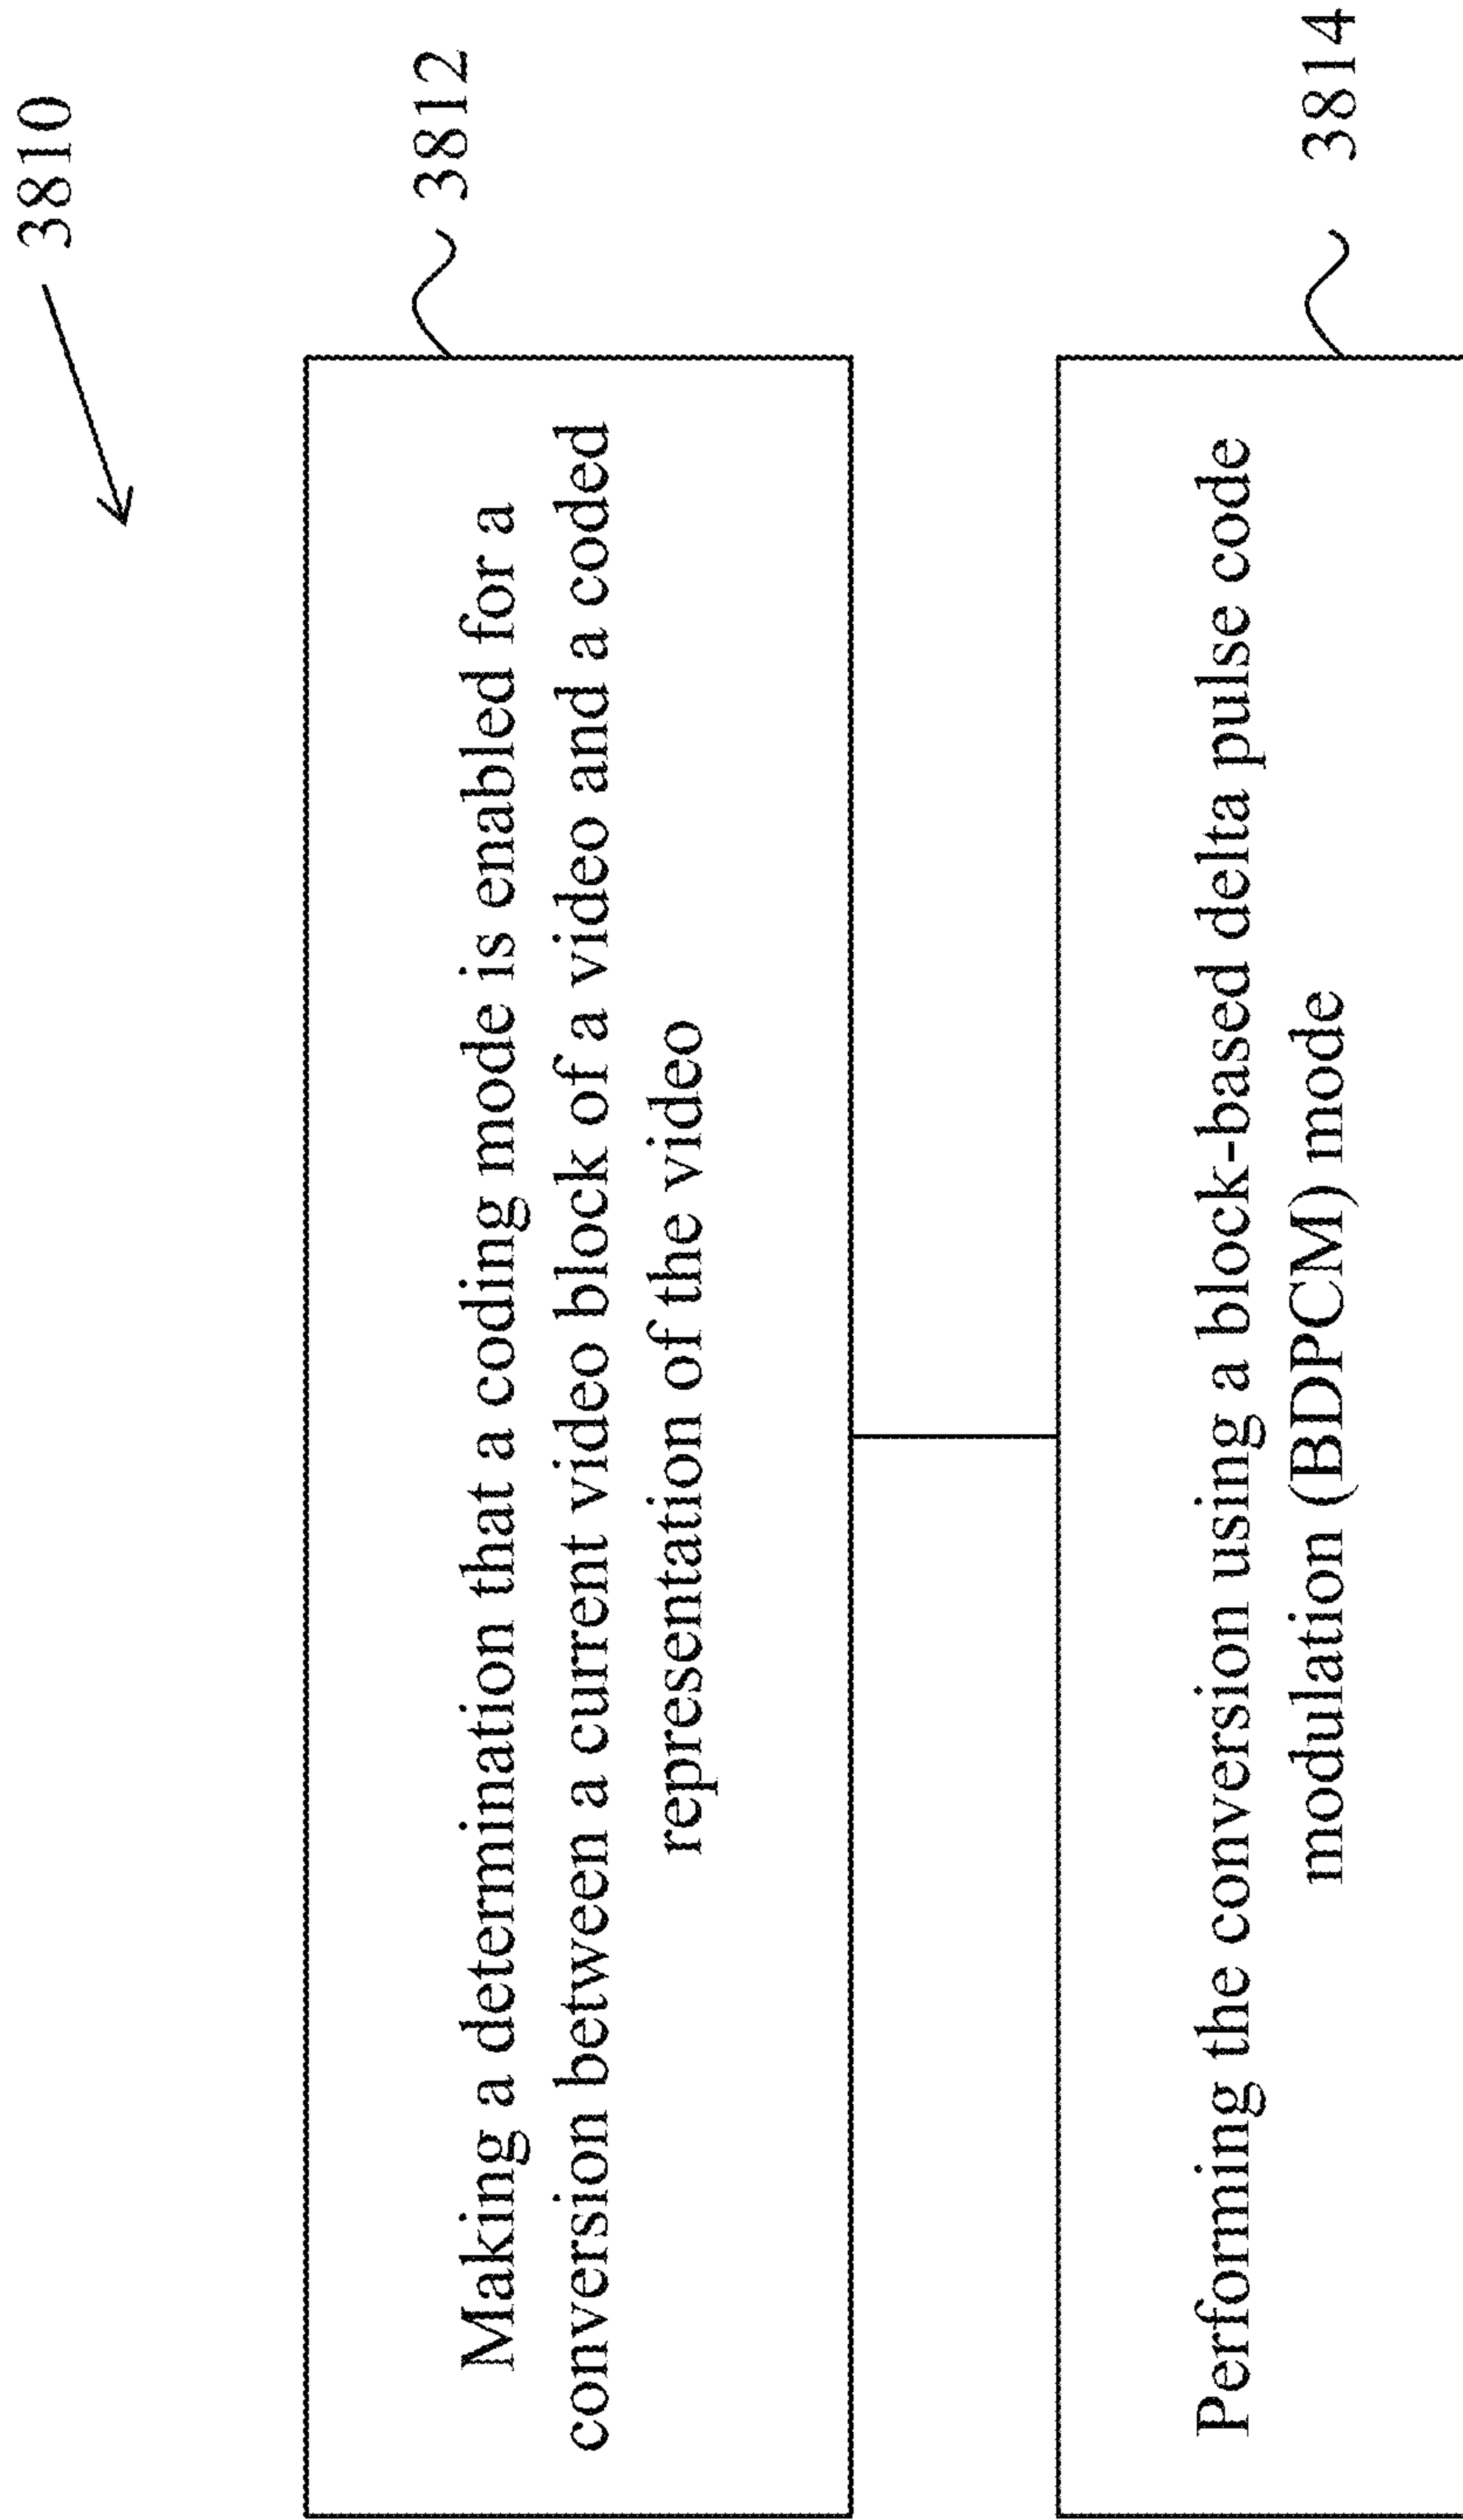 3810
3812
Making a determination that a coding mode is enabled for a
conversion between a current video block of a video and a coded
representation of the video
3814
Performing the conversion using a block-based delta pulse code
modulation (BDPCM) mode